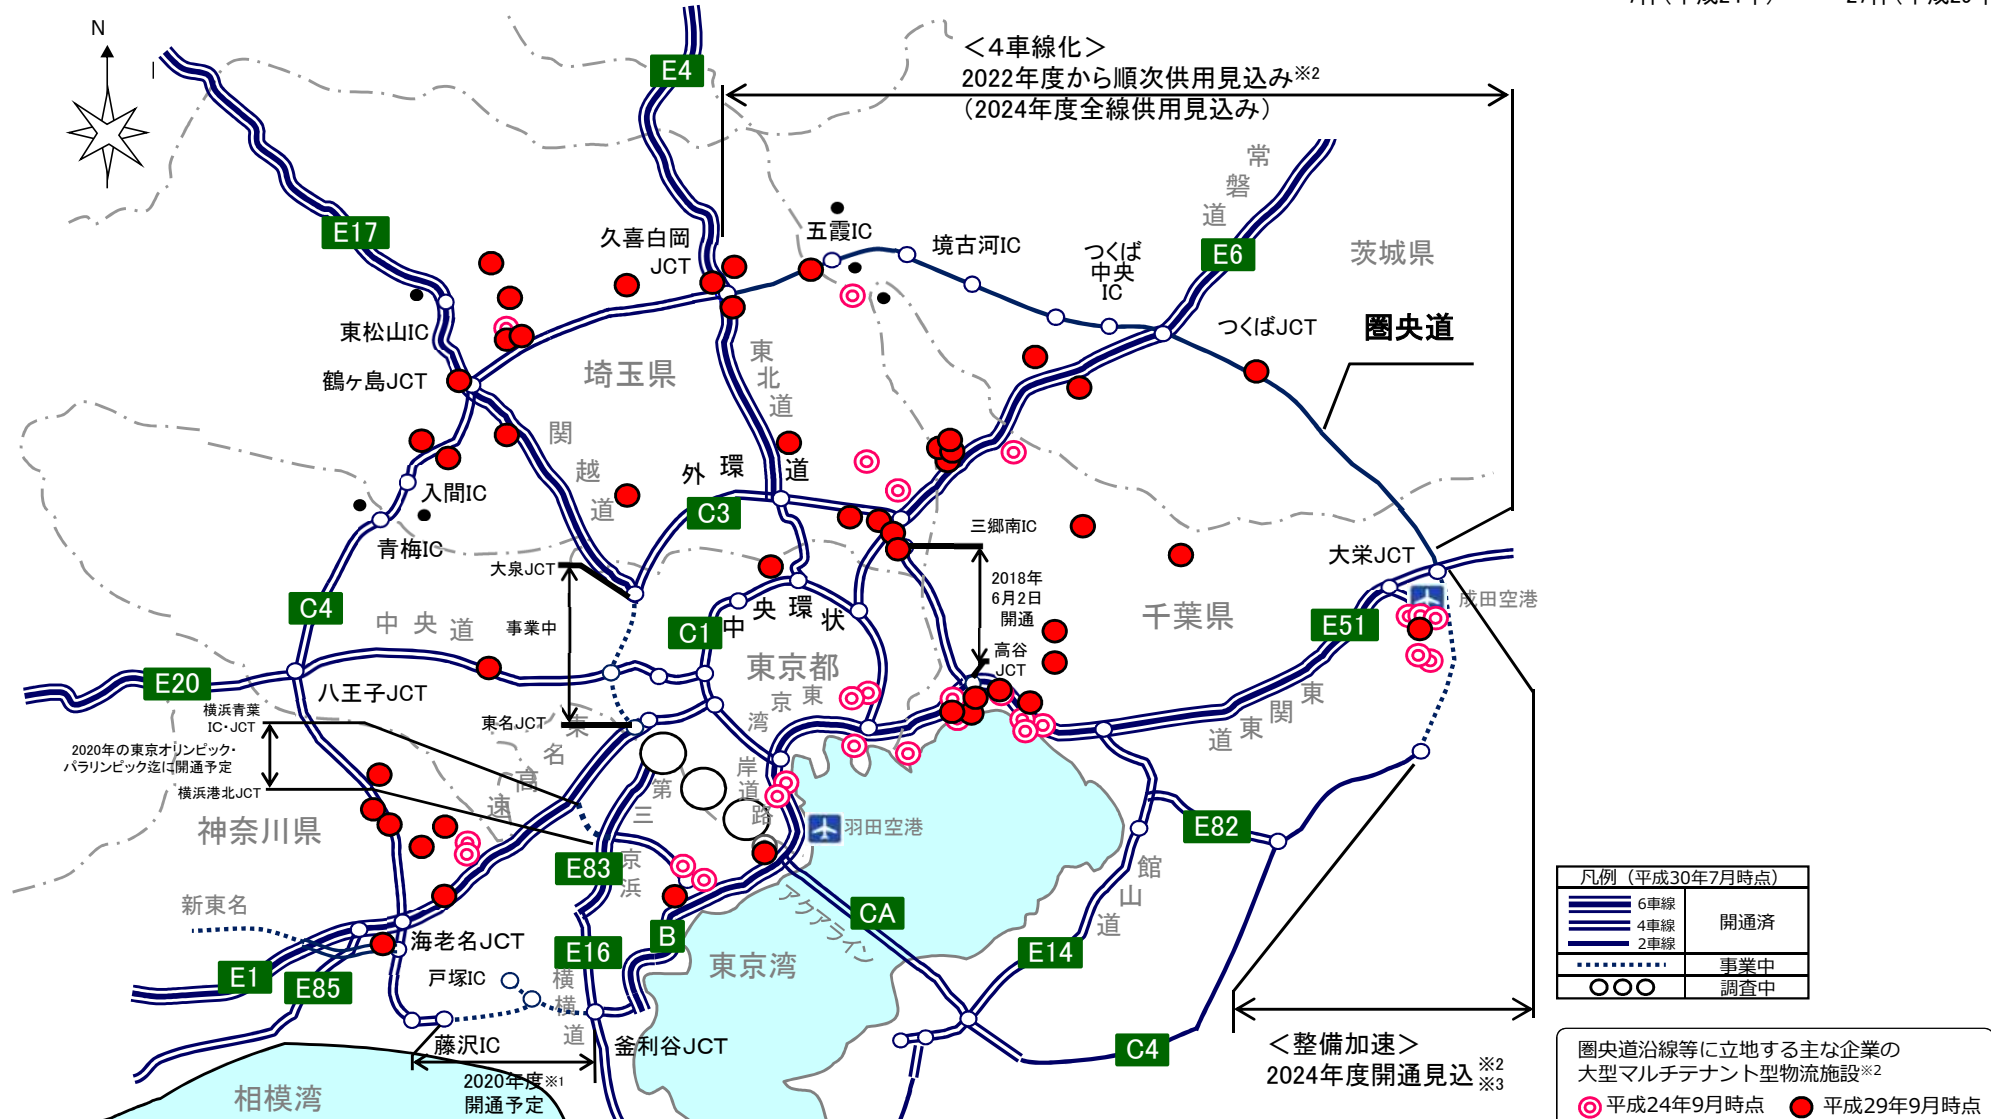 N
E4
＜4車線化＞
2022年度から順次供用見込み※2
（2024年度全線供用見込み）
常磐道
E17
久喜白岡
JCT
五霞IC
境古河IC
つくば
中央
IC
E6
茨城県
東松山IC
つくばJCT
圏央道
鶴ヶ島JCT
埼玉県
東北道
関越道
外環道
入間IC
C3
三郷南IC
青梅IC
大泉JCT
大栄JCT
2018年
6月2日
開通
成田空港
C4
中央道
事業中
C1
中央環状
千葉県
E51
高谷
JCT
東京都
E20
八王子JCT
東関東道
横浜青葉
IC・JCT
東名JCT
東京湾岸道路
2020年の東京オリンピック・
パラリンピック迄に開通予定
東名高速
横浜港北JCT
第三京浜
神奈川県
羽田空港
E82
E83
館山道
新東名
アクアライン
CA
B
海老名JCT
E16
東京湾
E14
E1
E85
戸塚IC
横横道
藤沢IC
釜利谷JCT
C4
2020年度※1
開通予定
相模湾
＜整備加速＞
2024年度開通見込※2
※3
凡例（平成30年7月時点）
6車線
4車線
2車線
開通済
事業中
調査中
圏央道沿線等に立地する主な企業の
大型マルチテナント型物流施設※2
平成24年9月時点
平成29年9月時点